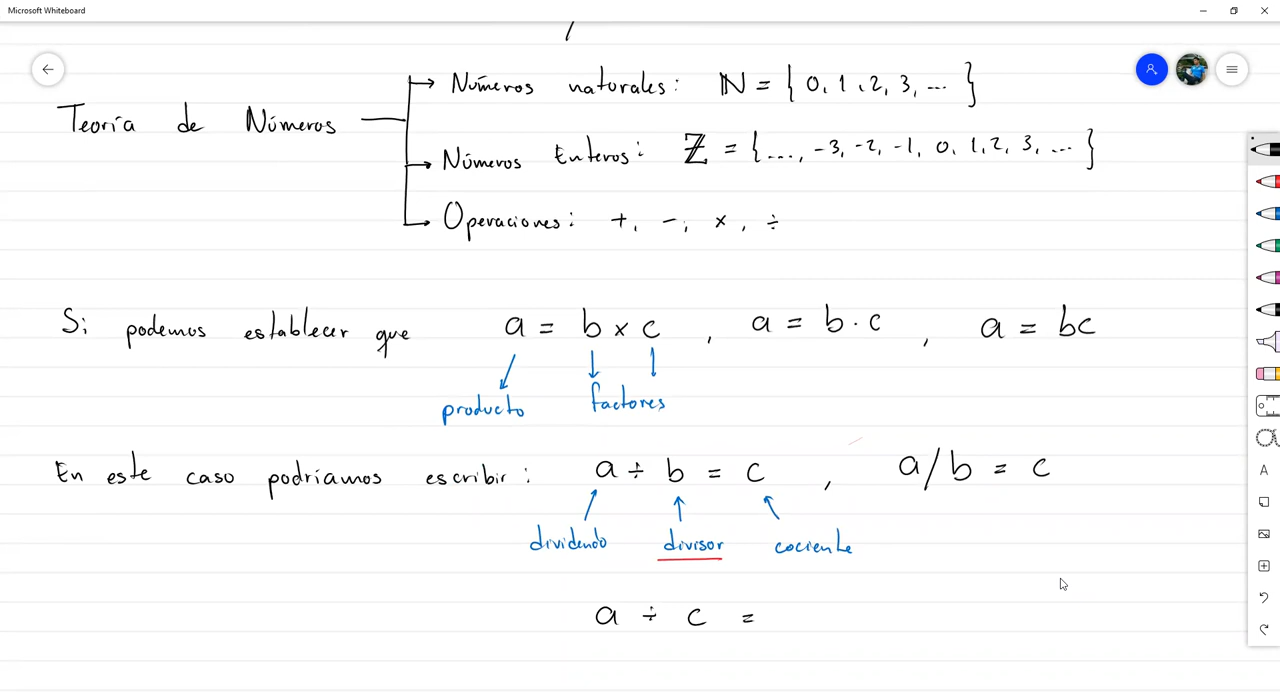 Microsoft Whiteboard
Números naturales: ℕ = { 0, 1, 2, 3, ... }
Teoría de Números
Números Enteros: ℤ = { ..., -3, -2, -1, 0, 1, 2, 3, ... }
Operaciones: +, -, ×, ÷
Si podemos establecer que a = b × c , a = b · c , a = bc
producto factores
En este caso podríamos escribir: a ÷ b = c , a / b = c
dividendo divisor cociente
a ÷ c =
A